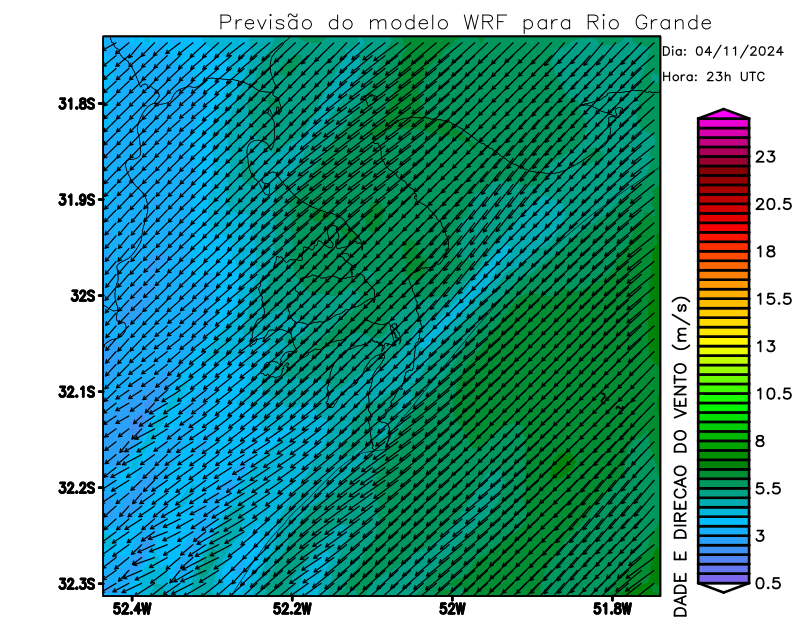 Previsão do modelo WRF para Rio Grande
Dia: 04/11/2024
Hora: 23h UTC
31.8S
31.9S
32S
32.1S
32.2S
32.3S
52.4W
52.2W
52W
51.8W
23
20.5
18
15.5
13
10.5
8
5.5
3
0.5
DADE E DIRECAO DO VENTO (m/s)